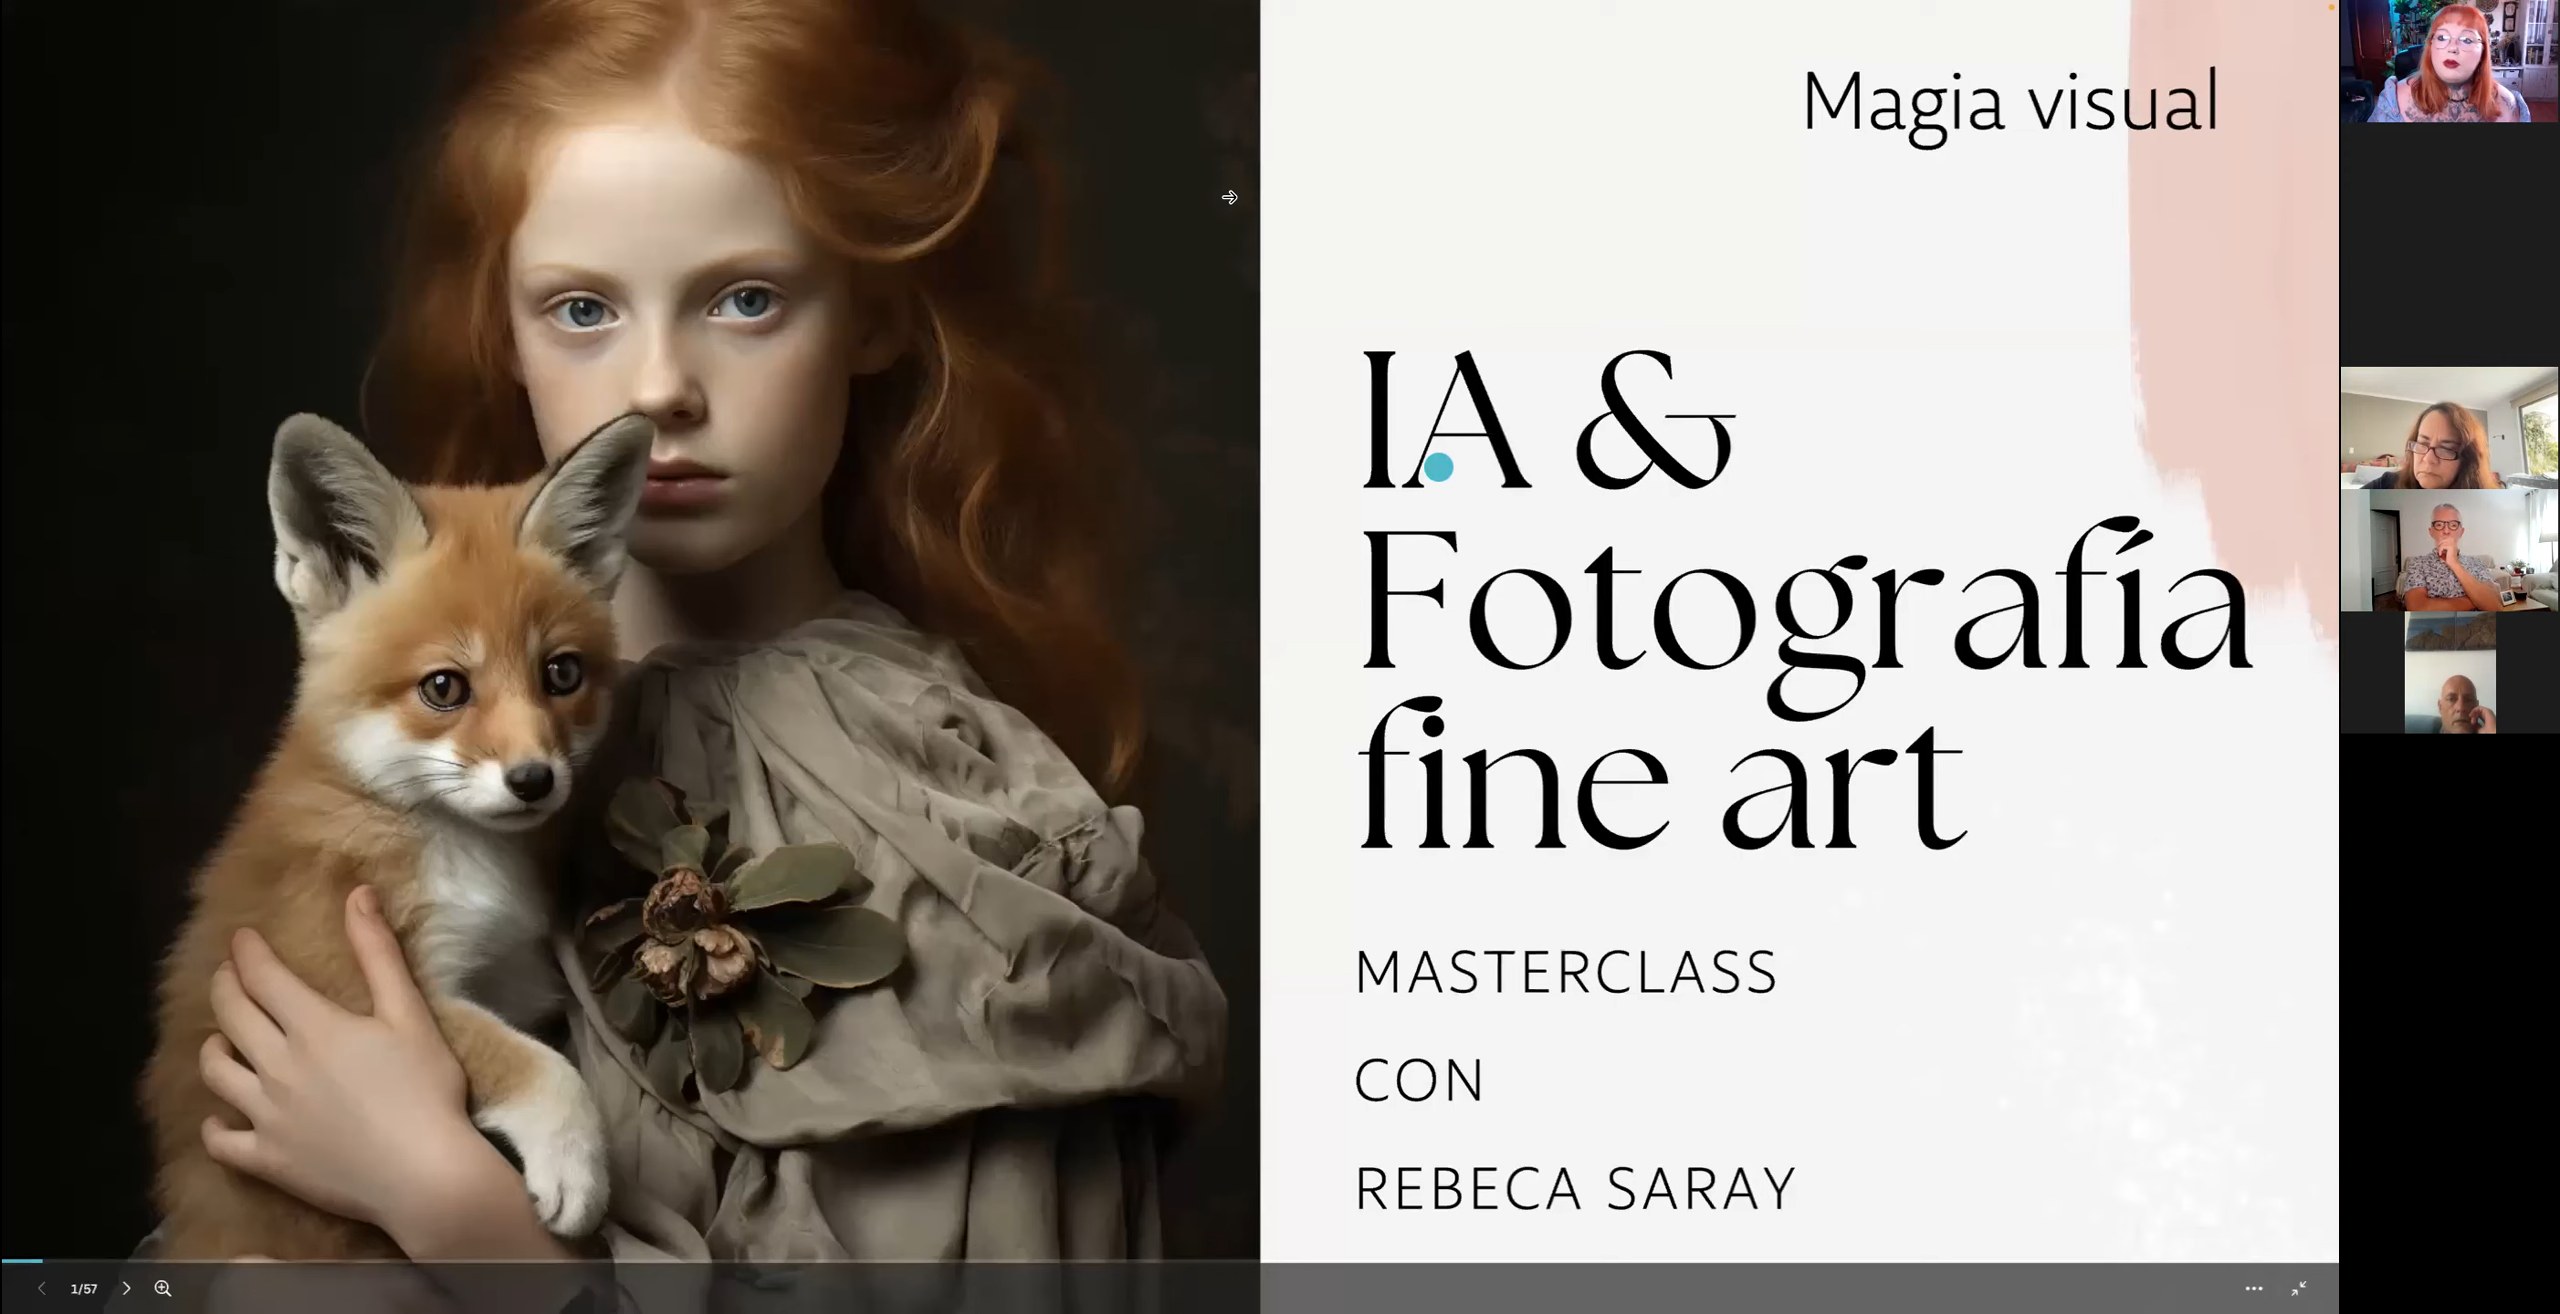 Magia visual
IA &
Fotografía
fine art
MASTERCLASS
CON
REBECA SARAY
1/57